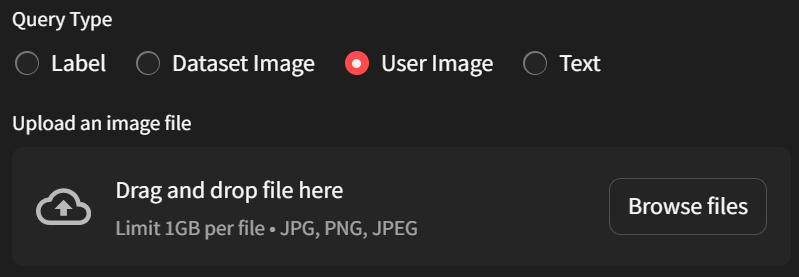 Query Type
Label Dataset Image User Image Text
Upload an image file
Drag and drop file here
Limit 1GB per file • JPG, PNG, JPEG
Browse files